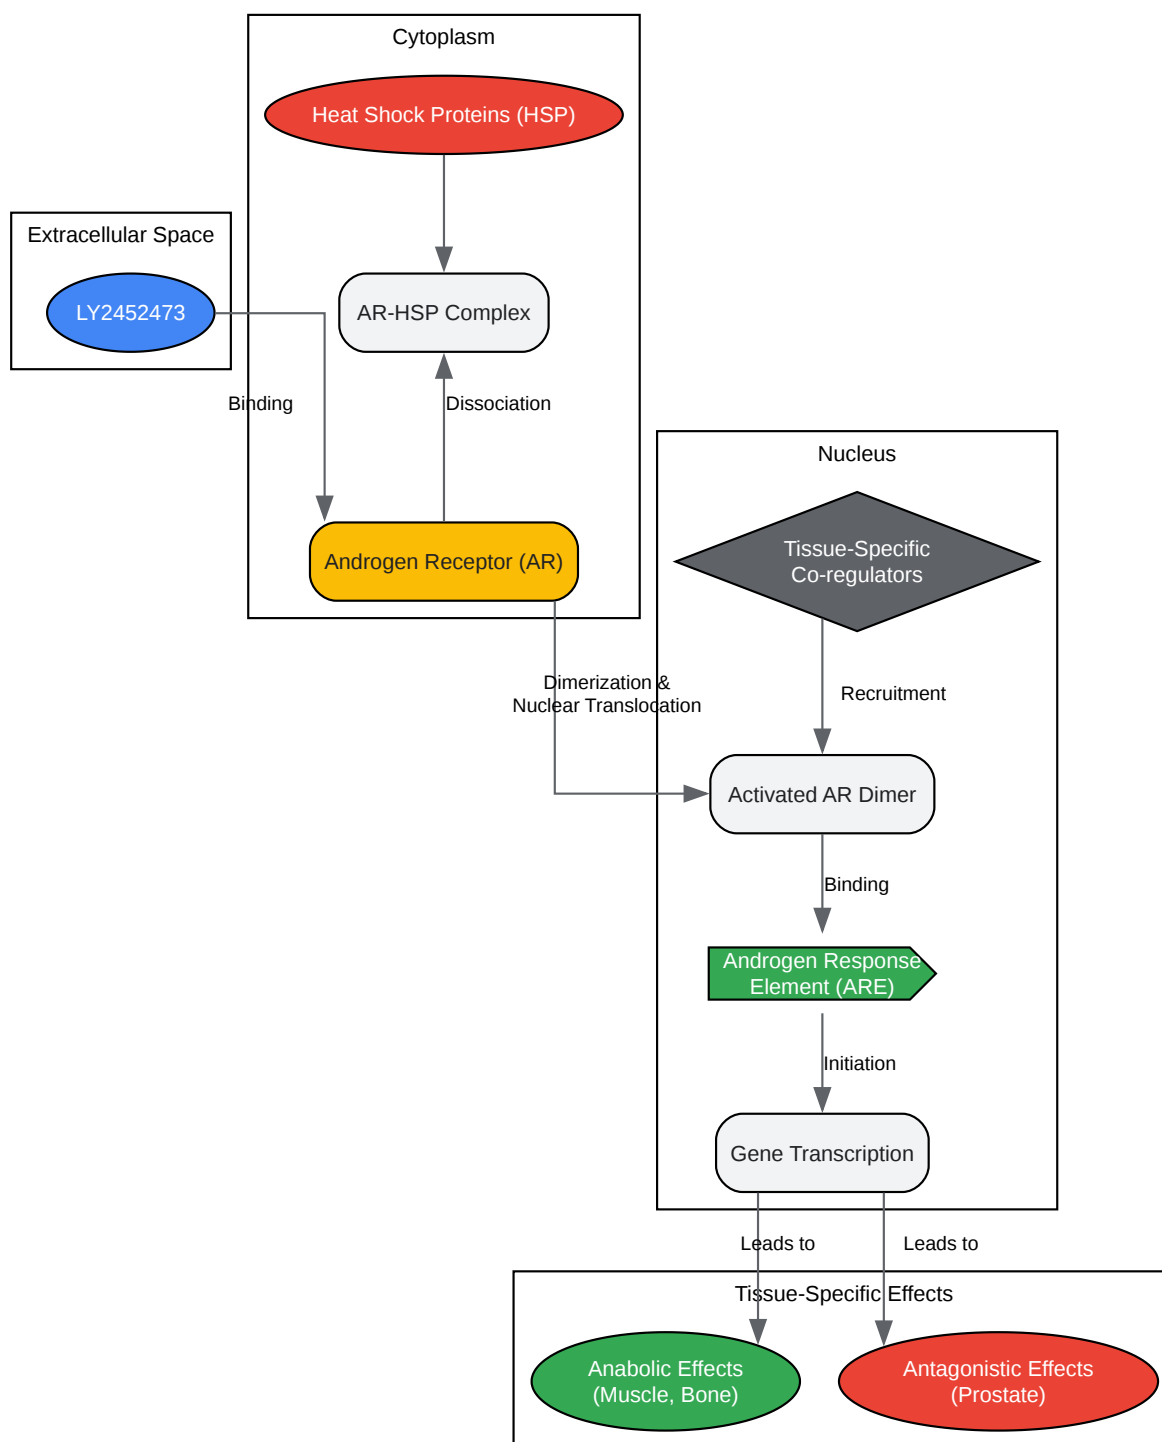 Cytoplasm
Heat Shock Proteins (HSP)
Extracellular Space
LY2452473
AR-HSP Complex
Binding
Dissociation
Androgen Receptor (AR)
Nucleus
Tissue-Specific
Co-regulators
Dimerization &
Nuclear Translocation
Recruitment
Activated AR Dimer
Binding
Androgen Response
Element (ARE)
Initiation
Gene Transcription
Leads to
Leads to
Tissue-Specific Effects
Anabolic Effects
(Muscle, Bone)
Antagonistic Effects
(Prostate)